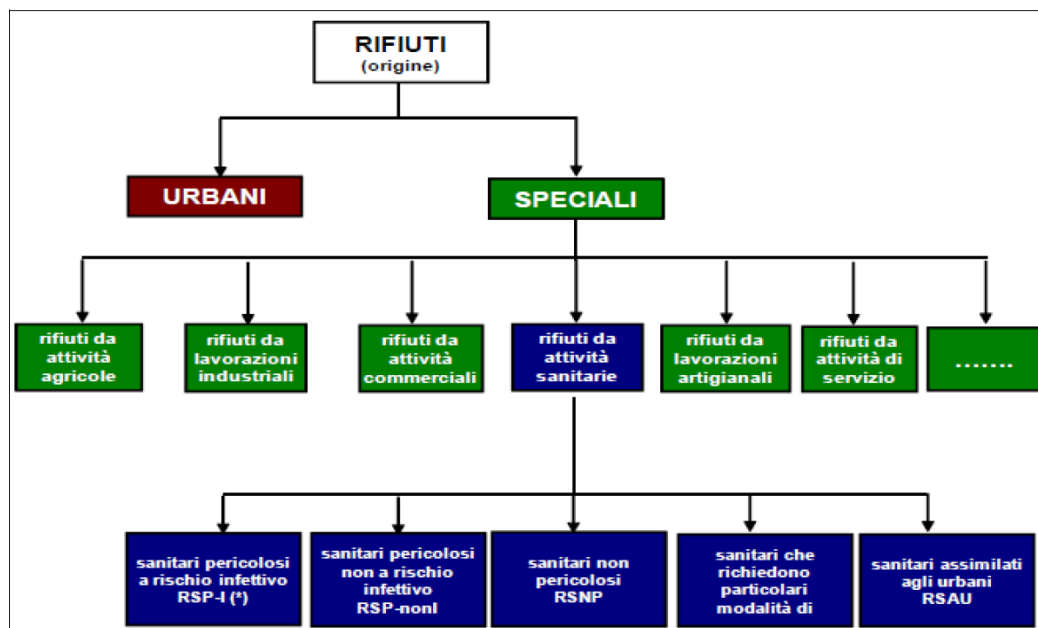 RIFIUTI
(origine)
URBANI
SPECIALI
rifiuti da
attività
agricole
rifiuti da
lavorazioni
industriali
rifiuti da
attività
commerciali
rifiuti da
attività
sanitarie
rifiuti da
lavorazioni
artigianali
rifiuti da
attività di
servizio
.......
sanitari pericolosi
a rischio infettivo
RSP-I (*)
sanitari pericolosi
non a rischio
infettivo
RSP-nonI
sanitari non
pericolosi
RSNP
sanitari che
richiedono
particolari
modalità di
sanitari assimilati
agli urbani
RSAU